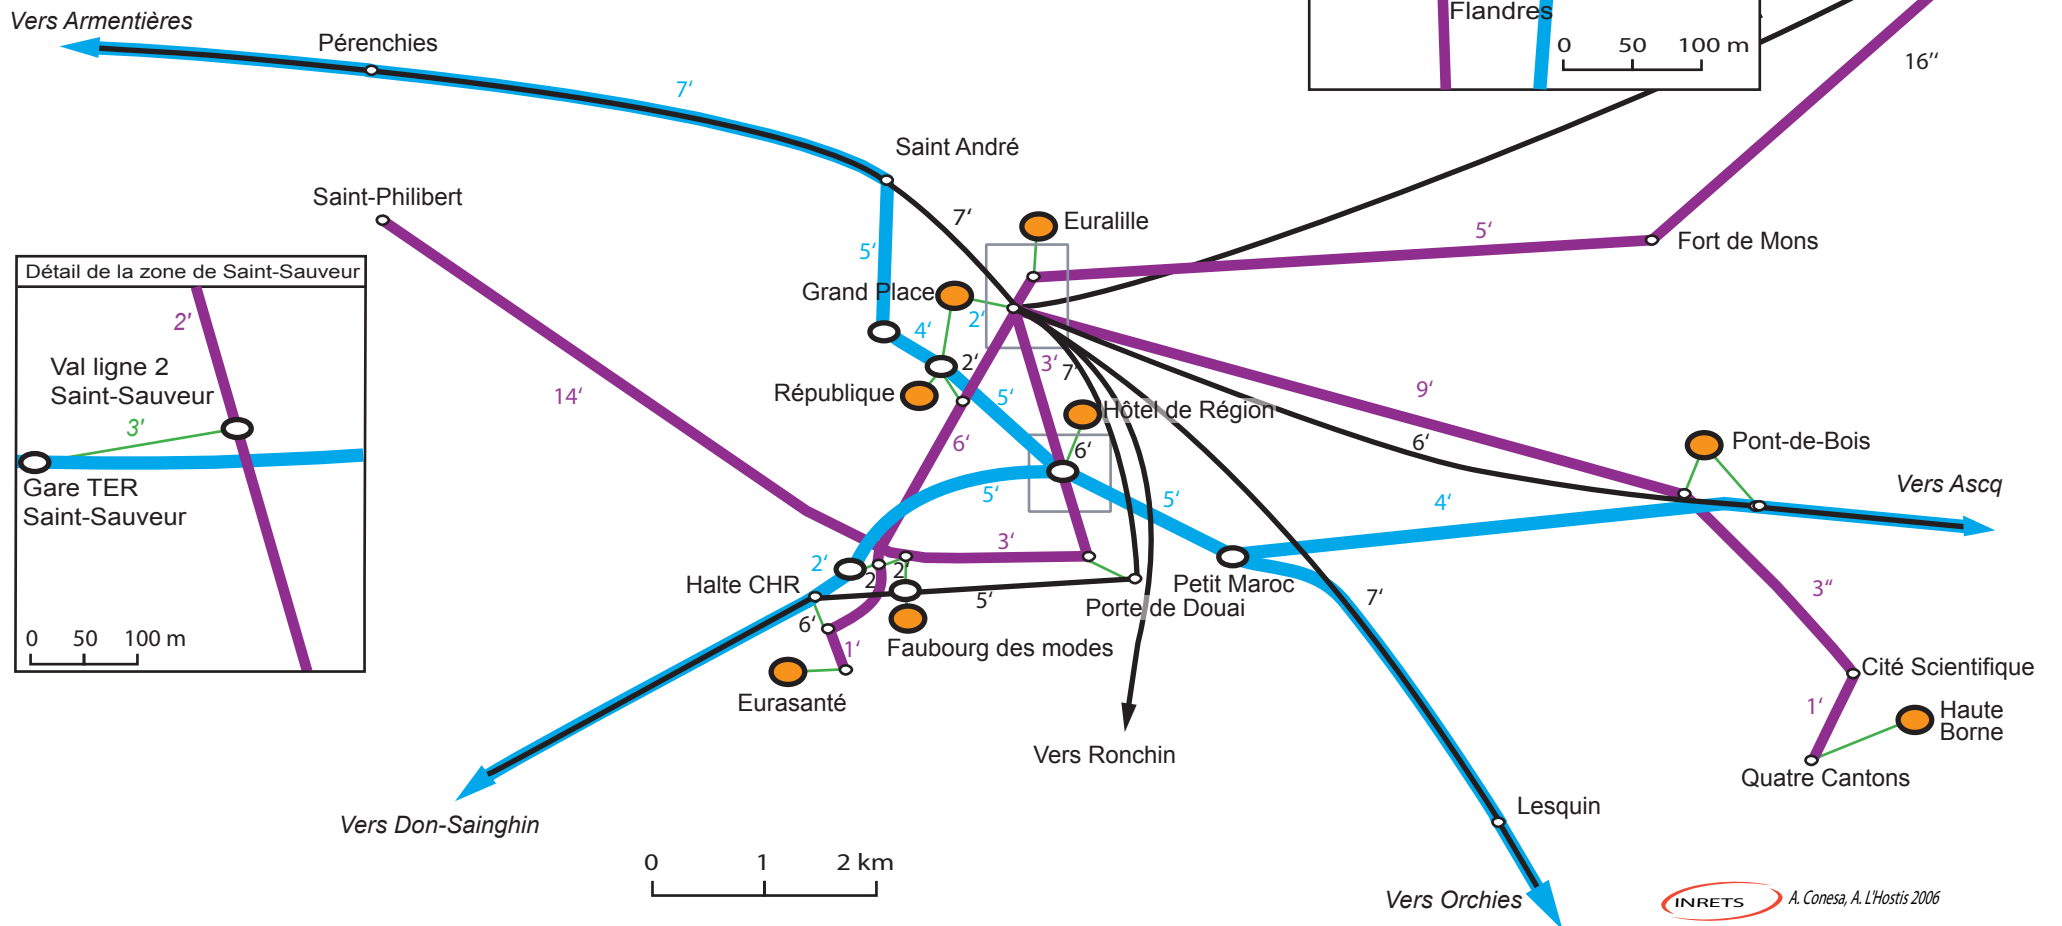 Vers Armentières
Pérenchies
7'
Flandres
0 50 100 m
16''
Saint André
Saint-Philibert
7'
Euralille
5'
5'
Fort de Mons
Détail de la zone de Saint-Sauveur
2'
Val ligne 2
Saint-Sauveur
3'
Gare TER
Saint-Sauveur
0 50 100 m
Grand Place
2'
4'
2'
3'
7'
République
5'
14'
9'
Hôtel de Région
6'
6'
6'
Pont-de-Bois
5'
5'
4'
Vers Ascq
3'
2'
2'
2'
Halte CHR
5'
Petit Maroc
Porte de Douai
7'
3''
6'
1'
Faubourg des modes
Eurasanté
Cité Scientifique
1'
Haute
Borne
Vers Ronchin
Quatre Cantons
Vers Don-Sainghin
Lesquin
0 1 2 km
Vers Orchies
INRETS
A. Conesa, A. L'Hostis 2006